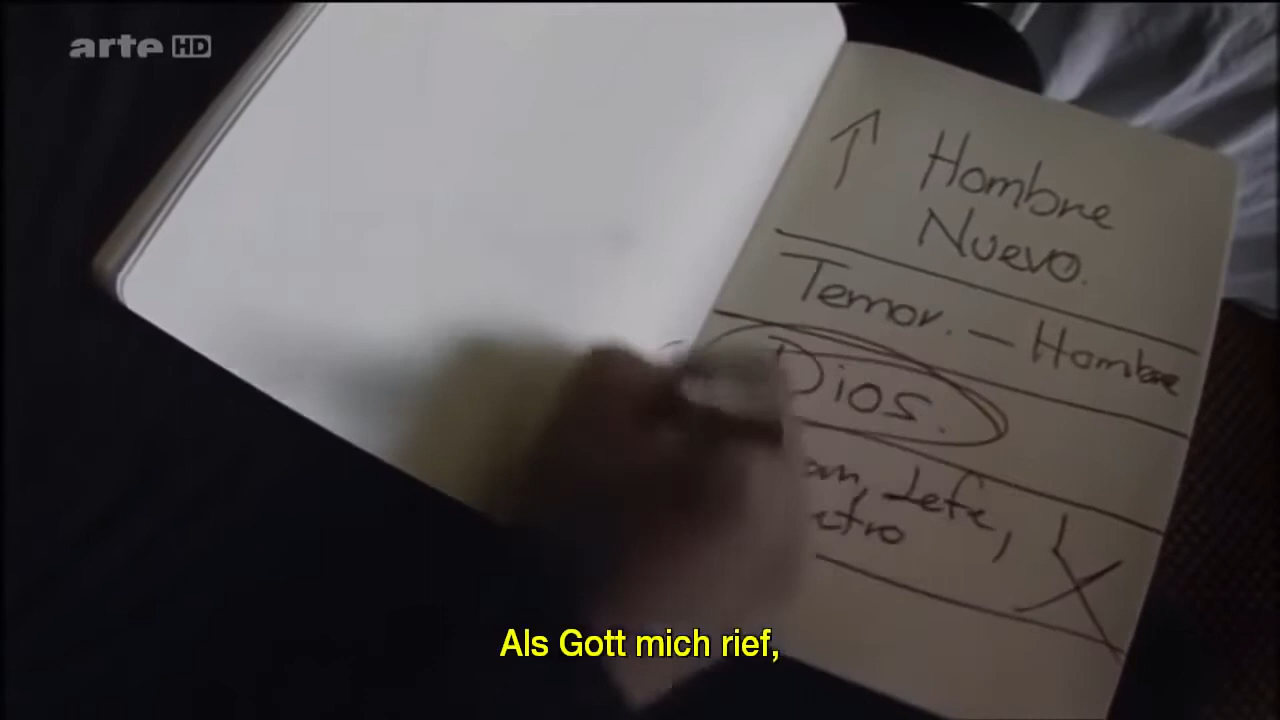 arte HD
↑ Hombre
Nuevo.
Temor. — Hombre
Dios.
Jefe,
Als Gott mich rief,